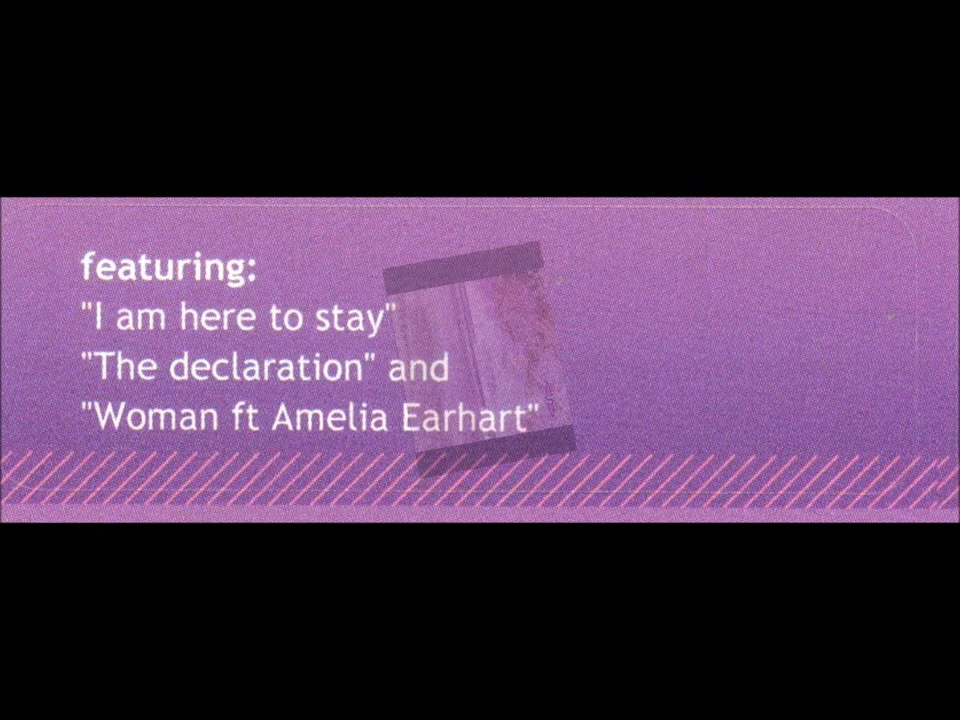 featuring:
"I am here to stay"
"The declaration" and
"Woman ft Amelia Earhart"